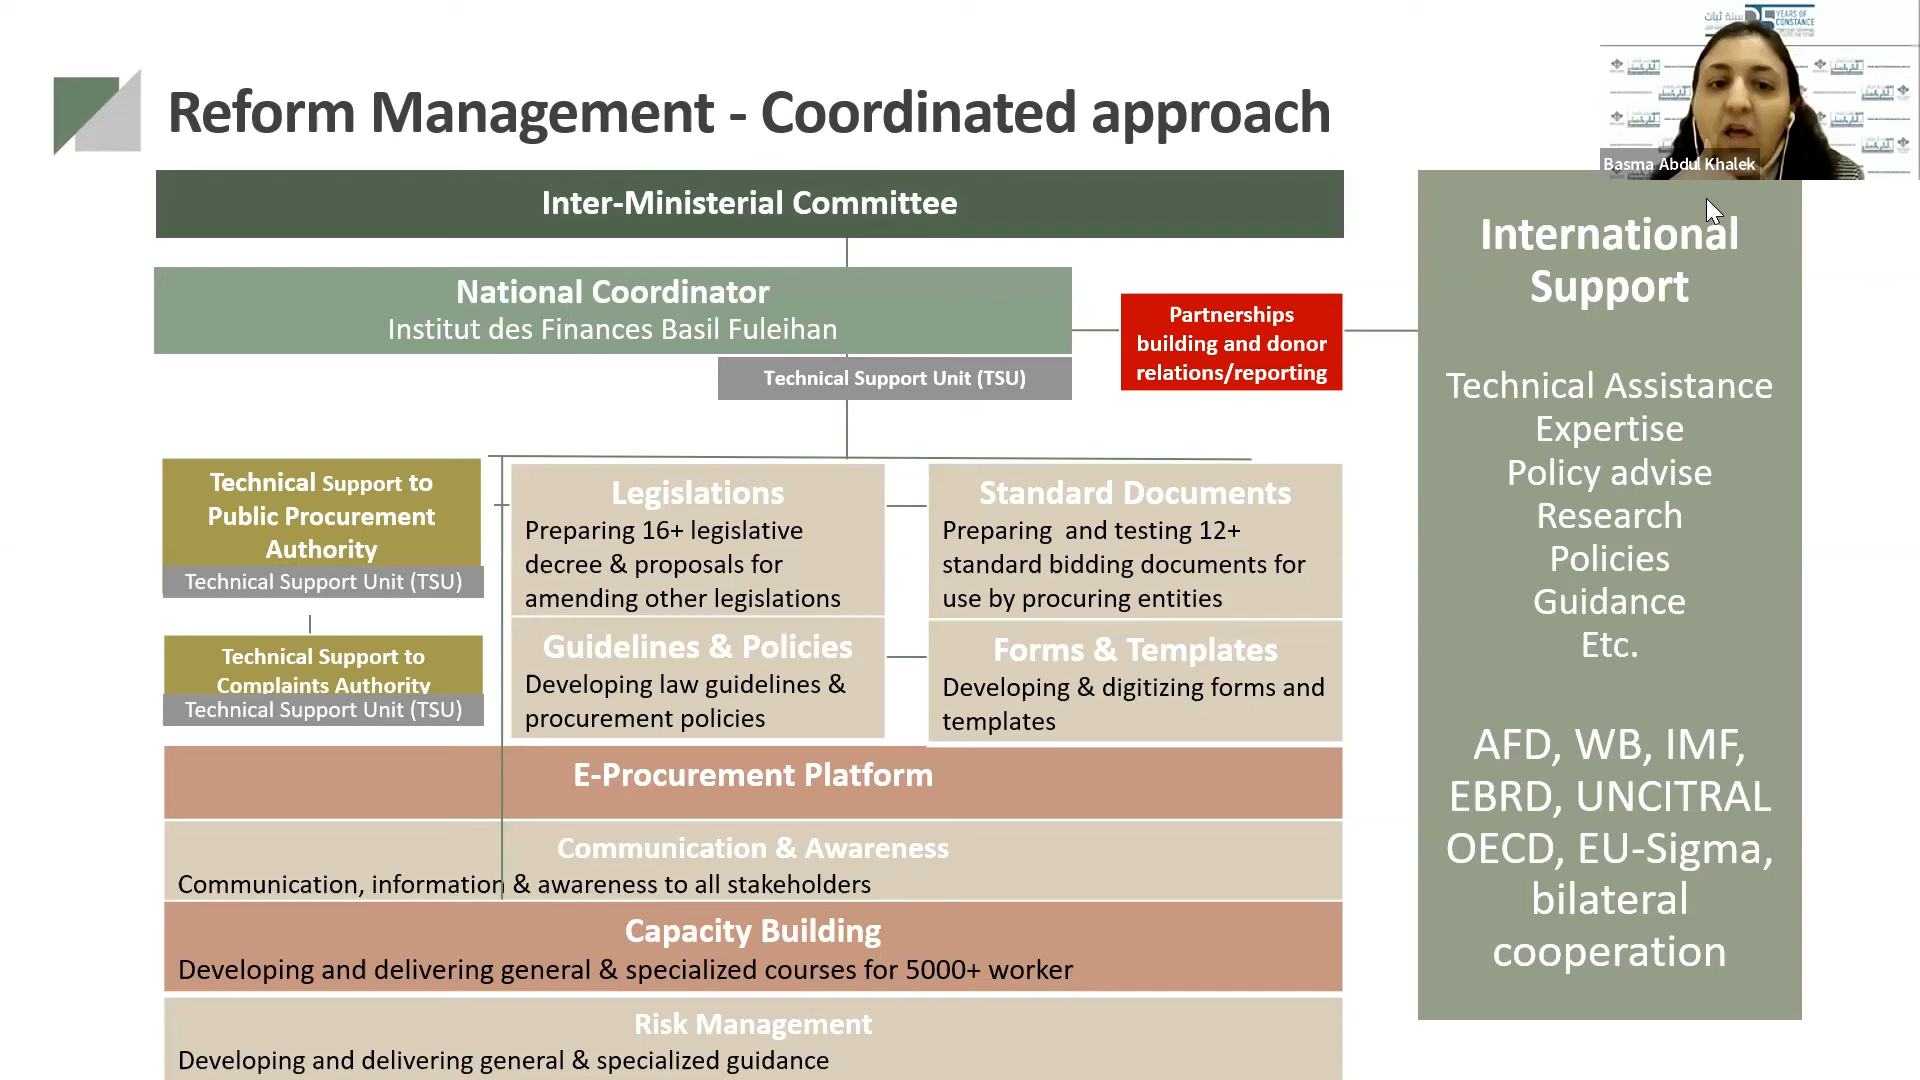 Reform Management - Coordinated approach
YEARS OF
CONSTANCE
Basma Abdul Khalek
Inter-Ministerial Committee
National Coordinator
Institut des Finances Basil Fuleihan
Technical Support Unit (TSU)
Partnerships
building and donor
relations/reporting
Technical Support to
Public Procurement
Authority
Technical Support Unit (TSU)
Technical Support to
Complaints Authority
Technical Support Unit (TSU)
Legislations
Preparing 16+ legislative
decree & proposals for
amending other legislations
Standard Documents
Preparing and testing 12+
standard bidding documents for
use by procuring entities
Guidelines & Policies
Developing law guidelines &
procurement policies
Forms & Templates
Developing & digitizing forms and
templates
E-Procurement Platform
Communication & Awareness
Communication, information & awareness to all stakeholders
Capacity Building
Developing and delivering general & specialized courses for 5000+ worker
Risk Management
Developing and delivering general & specialized guidance
International
Support
Technical Assistance
Expertise
Policy advise
Research
Policies
Guidance
Etc.
AFD, WB, IMF,
EBRD, UNCITRAL
OECD, EU-Sigma,
bilateral
cooperation